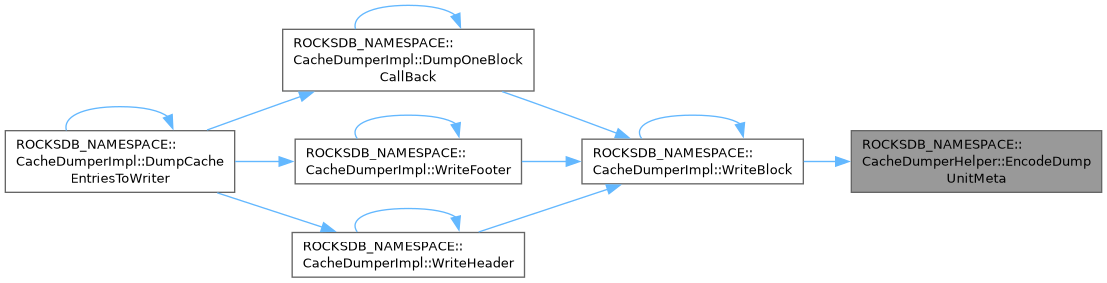 ROCKSDB_NAMESPACE::
CacheDumperImpl::DumpOneBlock
CallBack
ROCKSDB_NAMESPACE::
CacheDumperImpl::DumpCache
EntriesToWriter
ROCKSDB_NAMESPACE::
CacheDumperImpl::WriteFooter
ROCKSDB_NAMESPACE::
CacheDumperImpl::WriteBlock
ROCKSDB_NAMESPACE::
CacheDumperHelper::EncodeDump
UnitMeta
ROCKSDB_NAMESPACE::
CacheDumperImpl::WriteHeader